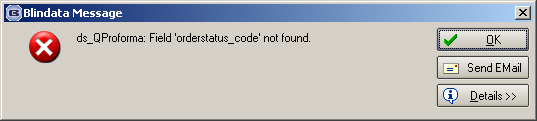 Blindata Message
ds_QProforma: Field 'orderstatus_code' not found.
OK
Send EMail
Details >>